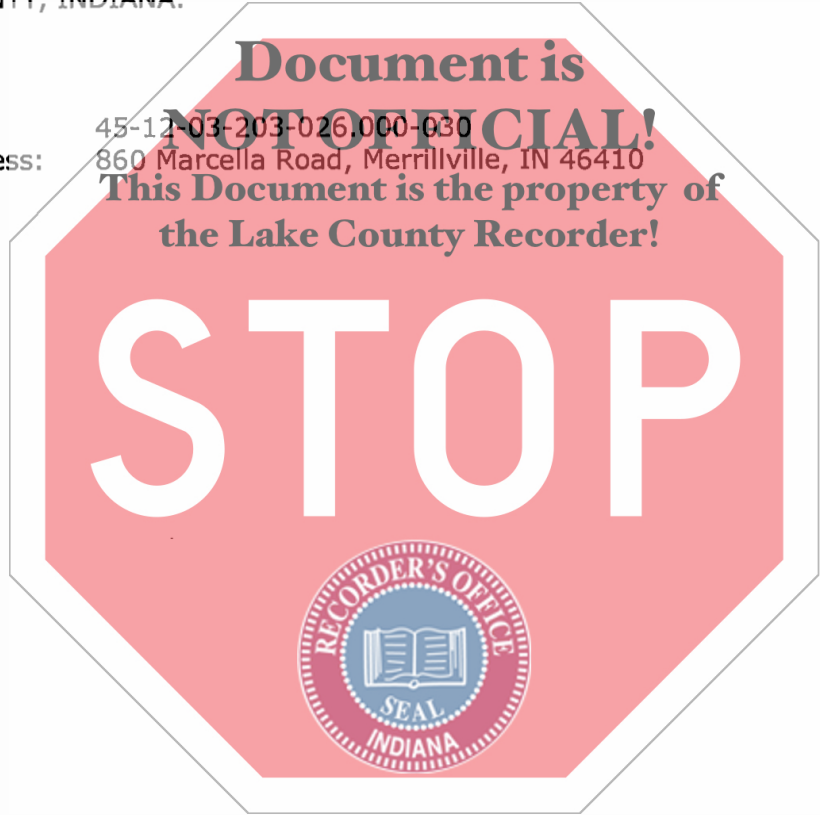 INDIANA.
Document is
45-12-03-203-026.000-030
NOT OFFICIAL!
ess: 860 Marcella Road, Merrillville, IN 46410
This Document is the property of
the Lake County Recorder!
STOP
RECORDER'S OFFICE
SEAL
INDIANA